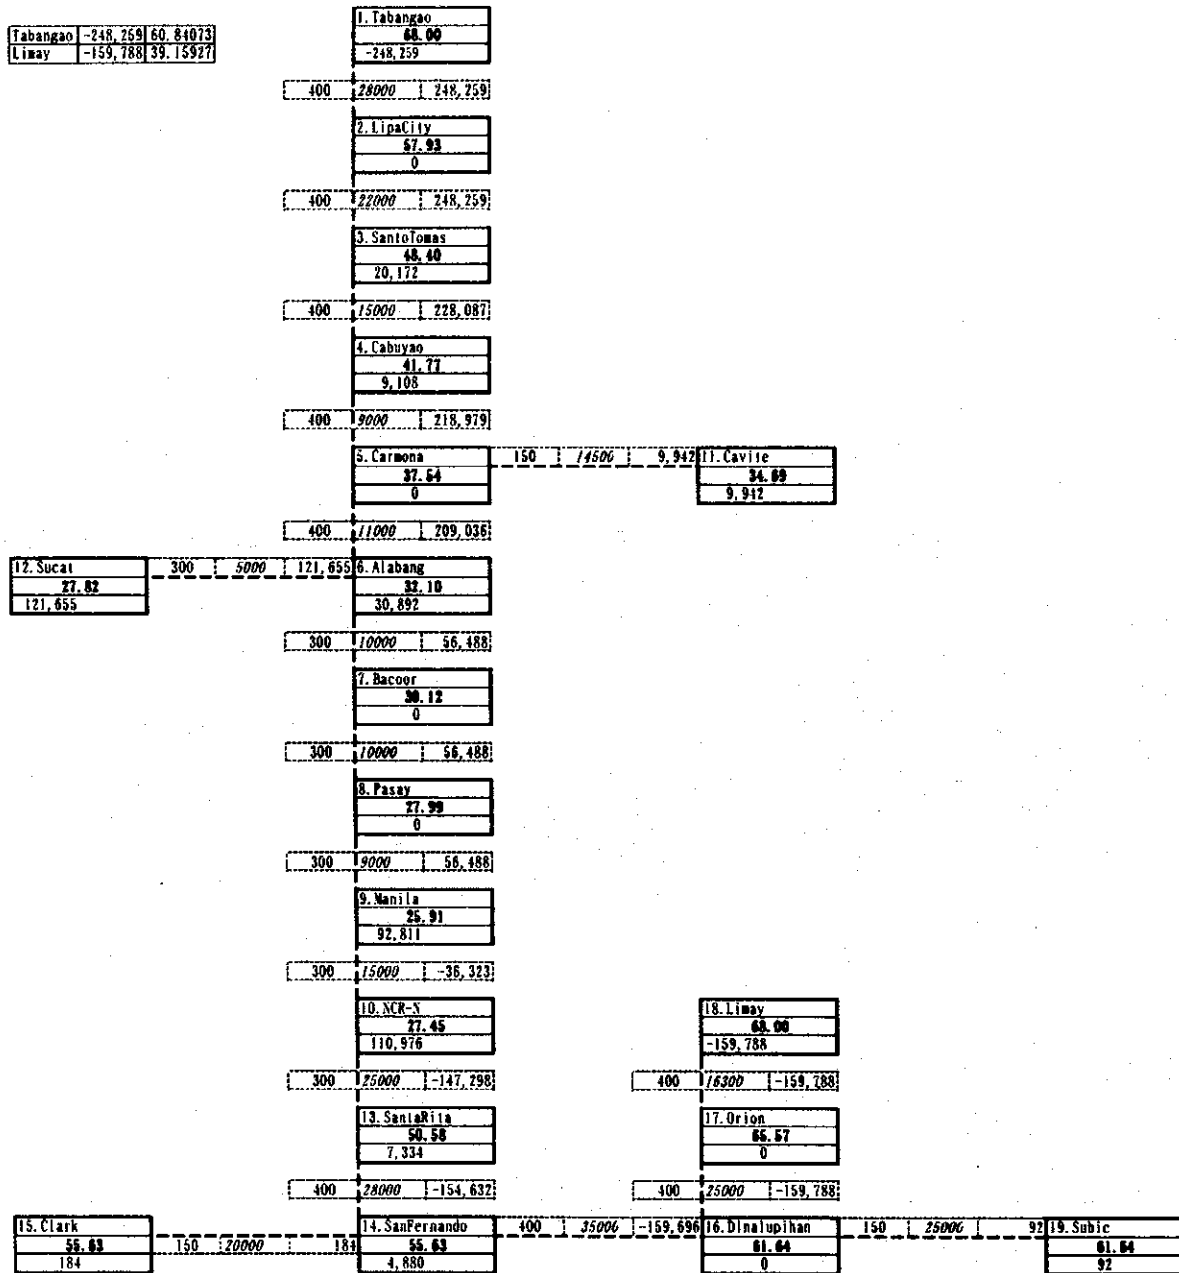 1. Tabangao
68.00
-248,259
Tabangao -248,259 60.84073
Limay -159,788 39.15927
400 28000 248,259
2. LipaCity
57.93
0
400 22000 248,259
3. SantoTomas
48.40
20,172
400 15000 228,087
4. Cabuyao
41.77
9,108
400 9000 218,979
5. Carmona 150 14500 9,942 11. Cavite
37.54 34.69
0 9,942
400 11000 209,036
12. Sucat 300 5000 121,655 6. Alabang
27.82 32.10
121,655 30,892
300 10000 56,488
7. Bacoor
30.12
0
300 10000 56,488
8. Pasay
27.99
0
300 9000 56,488
9. Manila
25.91
92,811
300 15000 -36,323
10. NCR-N 18. Limay
27.45 68.00
110,976 -159,788
300 25000 -147,298 400 16300 -159,788
13. SantaRita 17. Orion
50.58 65.57
7,334 0
400 28000 -154,632 400 25000 -159,788
15. Clark 14. SanFernando 400 35000 -159,696 16. Dinalupihan 150 25000 92 19. Subic
55.63 150 20000 184 55.63 61.64 61.64
184 4,880 0 92